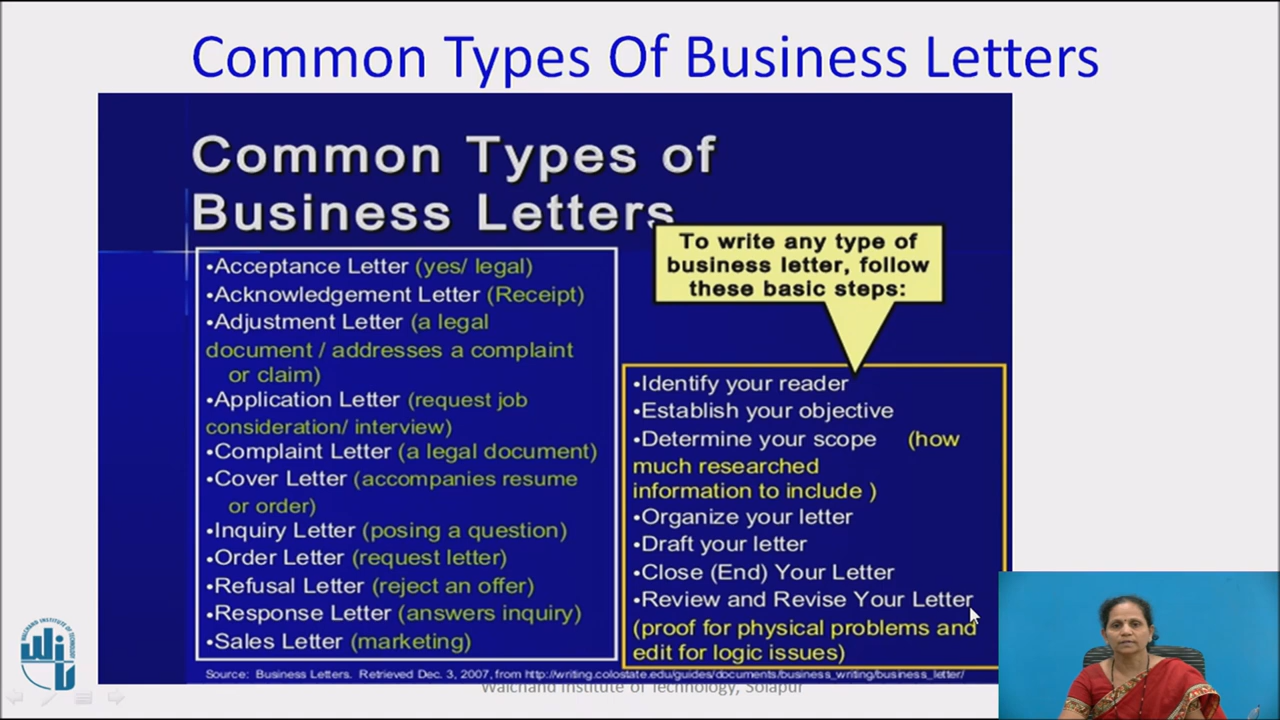 Common Types Of Business Letters
Common Types of
Business Letters
To write any type of
business letter, follow
these basic steps:
•Acceptance Letter (yes/ legal)
•Acknowledgement Letter (Receipt)
•Adjustment Letter (a legal
document / addresses a complaint
or claim)
•Application Letter (request job
consideration/ interview)
•Complaint Letter (a legal document)
•Cover Letter (accompanies resume
or order)
•Inquiry Letter (posing a question)
•Order Letter (request letter)
•Refusal Letter (reject an offer)
•Response Letter (answers inquiry)
•Sales Letter (marketing)
•Identify your reader
•Establish your objective
•Determine your scope (how
much researched
information to include )
•Organize your letter
•Draft your letter
•Close (End) Your Letter
•Review and Revise Your Letter
(proof for physical problems and
edit for logic issues)
Source: Business Letters. Retrieved Dec. 3, 2007, from http://writing.colostate.edu/guides/documents/business_writing/business_letter/
Walchand Institute of Technology, Solapur
WALCHAND INSTITUTE OF TECHNOLOGY
WIT